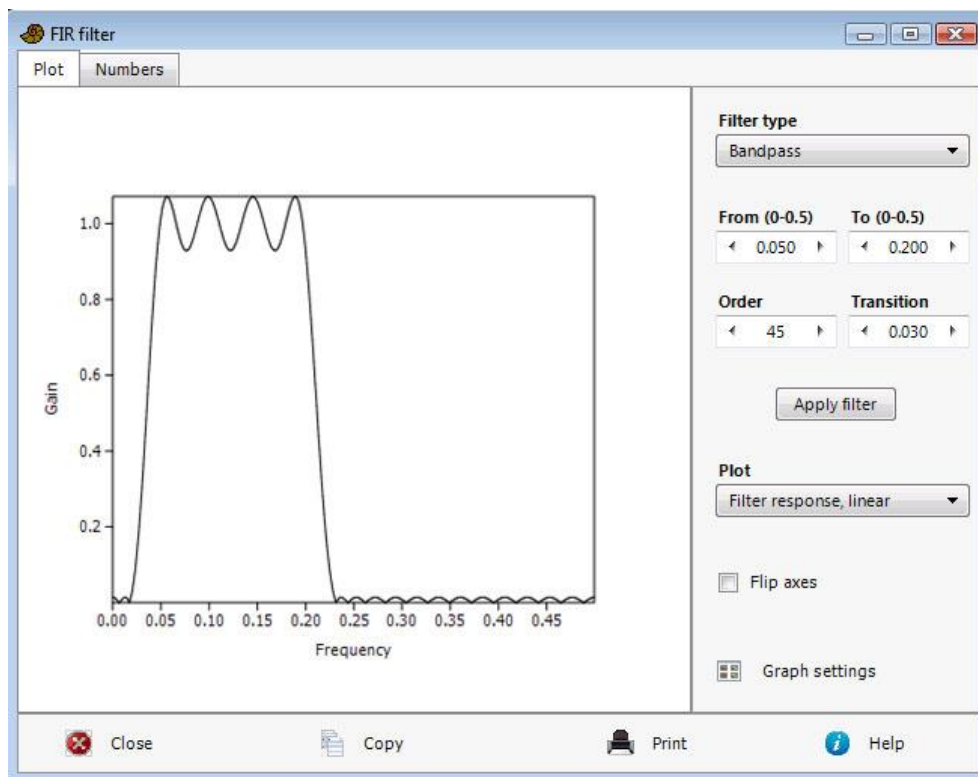 FIR filter
Plot Numbers
Filter type
Bandpass
From (0-0.5) To (0-0.5)
0.050 0.200
Order Transition
45 0.030
Apply filter
Plot
Filter response, linear
Flip axes
Graph settings
1.0
0.8
0.6
0.4
0.2
Gain
0.00 0.05 0.10 0.15 0.20 0.25 0.30 0.35 0.40 0.45
Frequency
Close Copy Print Help